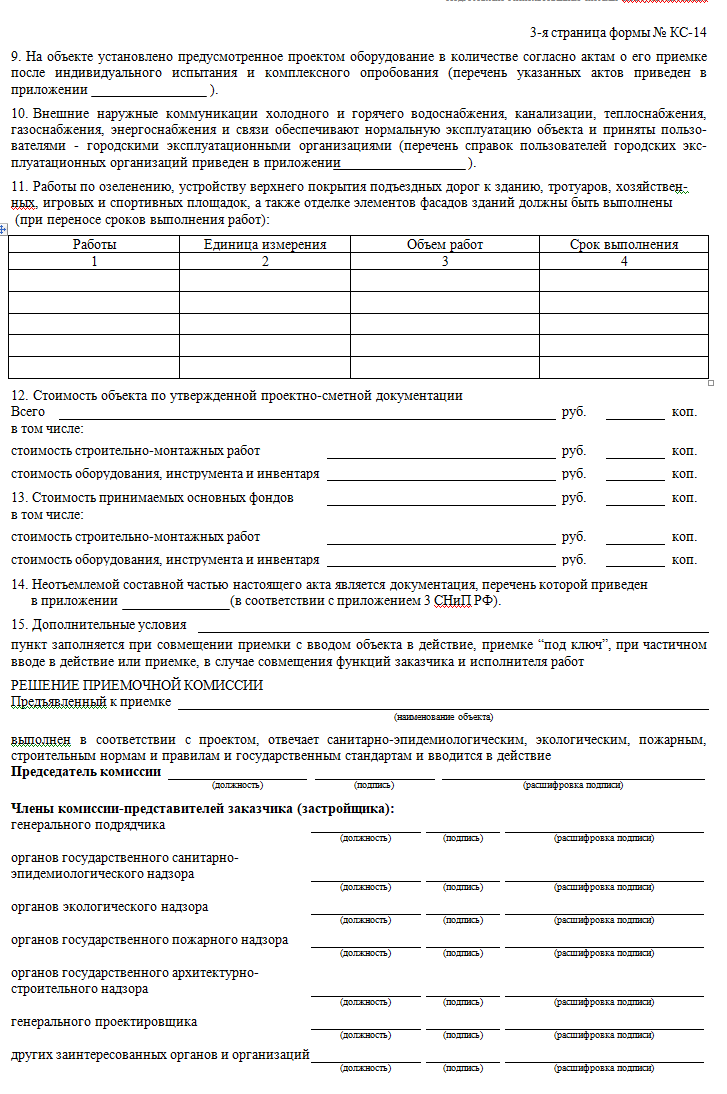 3-я страница формы № КС-14
9. На объекте установлено предусмотренное проектом оборудование в количестве согласно актам о его приемке
после индивидуального испытания и комплексного опробования (перечень указанных актов приведен в
приложении _________________ ).
10. Внешние наружные коммуникации холодного и горячего водоснабжения, канализации, теплоснабжения,
газоснабжения, энергоснабжения и связи обеспечивают нормальную эксплуатацию объекта и приняты пользо-
вателями - городскими эксплуатационными организациями (перечень справок пользователей городских экс-
плуатационных организаций приведен в приложении____________________ ).
11. Работы по озеленению, устройству верхнего покрытия подъездных дорог к зданию, тротуаров, хозяйствен-
ных, игровых и спортивных площадок, а также отделке элементов фасадов зданий должны быть выполнены
(при переносе сроков выполнения работ):
Работы Единица измерения Объем работ Срок выполнения
1 2 3 4
12. Стоимость объекта по утвержденной проектно-сметной документации
Всего руб. коп.
в том числе:
стоимость строительно-монтажных работ руб. коп.
стоимость оборудования, инструмента и инвентаря руб. коп.
13. Стоимость принимаемых основных фондов руб. коп.
в том числе:
стоимость строительно-монтажных работ руб. коп.
стоимость оборудования, инструмента и инвентаря руб. коп.
14. Неотъемлемой составной частью настоящего акта является документация, перечень которой приведен
в приложении ________________(в соответствии с приложением 3 СНиП РФ).
15. Дополнительные условия
пункт заполняется при совмещении приемки с вводом объекта в действие, приемке “под ключ”, при частичном
вводе в действие или приемке, в случае совмещения функций заказчика и исполнителя работ
РЕШЕНИЕ ПРИЕМОЧНОЙ КОМИССИИ
Предъявленный к приемке
(наименование объекта)
выполнен в соответствии с проектом, отвечает санитарно-эпидемиологическим, экологическим, пожарным,
строительным нормам и правилам и государственным стандартам и вводится в действие
Председатель комиссии
(должность) (подпись) (расшифровка подписи)
Члены комиссии-представителей заказчика (застройщика):
генерального подрядчика
(должность) (подпись) (расшифровка подписи)
органов государственного санитарно-
эпидемиологического надзора
(должность) (подпись) (расшифровка подписи)
органов экологического надзора
(должность) (подпись) (расшифровка подписи)
органов государственного пожарного надзора
(должность) (подпись) (расшифровка подписи)
органов государственного архитектурно-
строительного надзора
(должность) (подпись) (расшифровка подписи)
генерального проектировщика
(должность) (подпись) (расшифровка подписи)
других заинтересованных органов и организаций
(должность) (подпись) (расшифровка подписи)